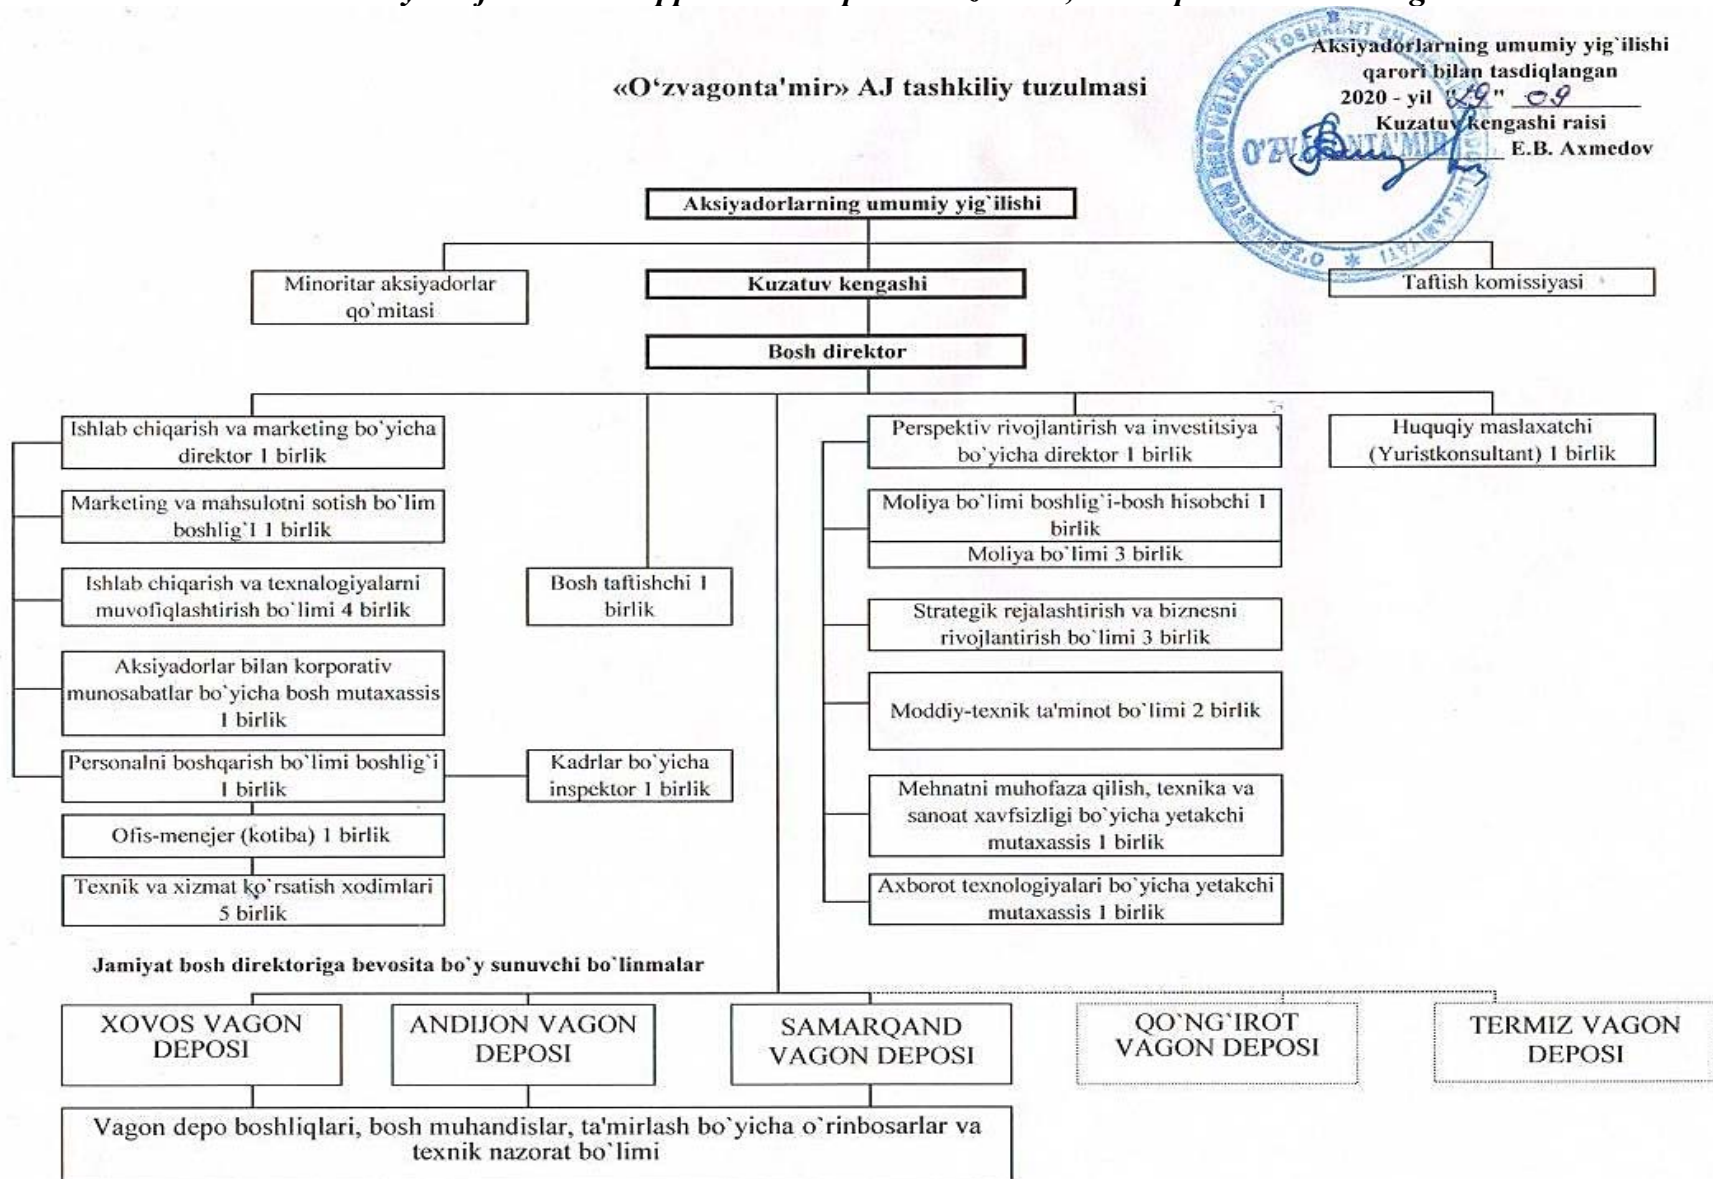 «O‘zvagonta'mir» AJ tashkiliy tuzulmasi
Aksiyadorlarning umumiy yig`ilishi
qarori bilan tasdiqlangan
2020 - yil "29" 09
Kuzatuv kengashi raisi
E.B. Axmedov
O'ZVAGONTA'MIR
Aksiyadorlarning umumiy yig`ilishi
Minoritar aksiyadorlar
qo`mitasi
Kuzatuv kengashi
Taftish komissiyasi
Bosh direktor
Ishlab chiqarish va marketing bo`yicha
direktor 1 birlik
Marketing va mahsulotni sotish bo`lim
boshlig`I 1 birlik
Ishlab chiqarish va texnalogiyalarni
muvofiqlashtirish bo`limi 4 birlik
Aksiyadorlar bilan korporativ
munosabatlar bo`yicha bosh mutaxassis
1 birlik
Personalni boshqarish bo`limi boshlig`i
1 birlik
Ofis-menejer (kotiba) 1 birlik
Texnik va xizmat ko`rsatish xodimlari
5 birlik
Bosh taftishchi 1
birlik
Kadrlar bo`yicha
inspektor 1 birlik
Perspektiv rivojlantirish va investitsiya
bo`yicha direktor 1 birlik
Moliya bo`limi boshlig`i-bosh hisobchi 1
birlik
Moliya bo`limi 3 birlik
Strategik rejalashtirish va biznesni
rivojlantirish bo`limi 3 birlik
Moddiy-texnik ta'minot bo`limi 2 birlik
Mehnatni muhofaza qilish, texnika va
sanoat xavfsizligi bo`yicha yetakchi
mutaxassis 1 birlik
Axborot texnologiyalari bo`yicha yetakchi
mutaxassis 1 birlik
Huquqiy maslaxatchi
(Yuristkonsultant) 1 birlik
Jamiyat bosh direktoriga bevosita bo`y sunuvchi bo`linmalar
XOVOS VAGON
DEPOSI
ANDIJON VAGON
DEPOSI
SAMARQAND
VAGON DEPOSI
QO`NG`IROT
VAGON DEPOSI
TERMIZ VAGON
DEPOSI
Vagon depo boshliqlari, bosh muhandislar, ta'mirlash bo`yicha o`rinbosarlar va
texnik nazorat bo`limi